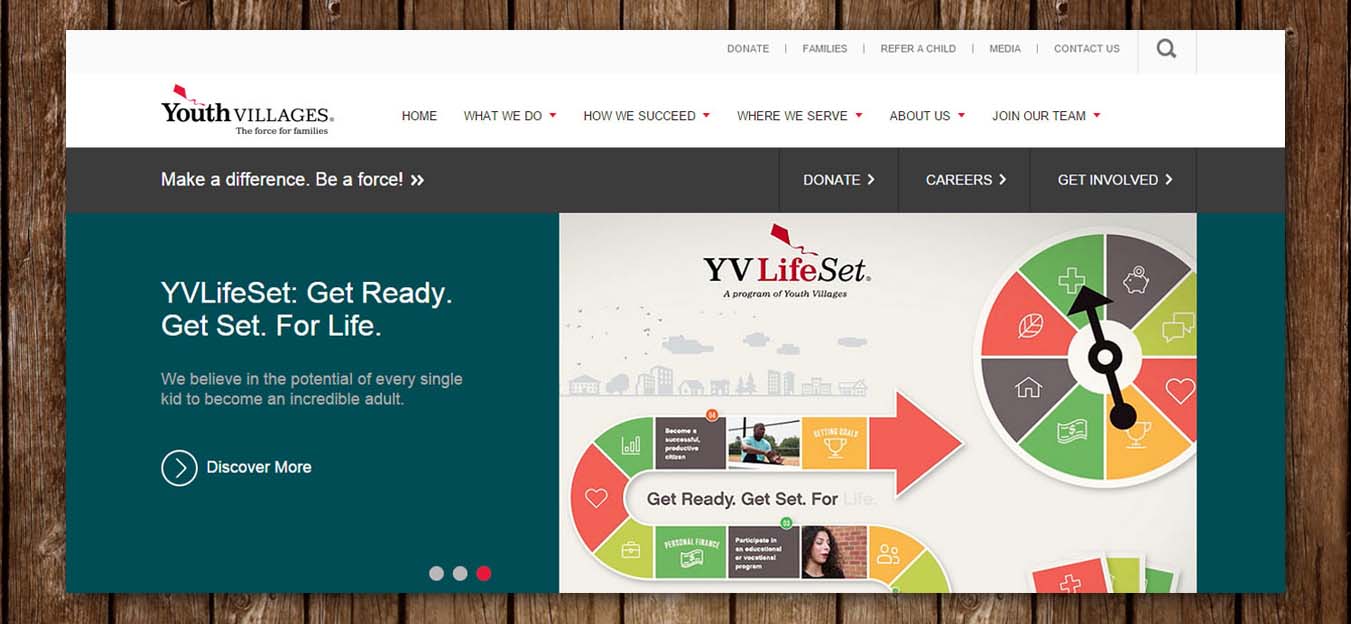 DONATE | FAMILIES | REFER A CHILD | MEDIA | CONTACT US
Youth VILLAGES®
The force for families
HOME WHAT WE DO HOW WE SUCCEED WHERE WE SERVE ABOUT US JOIN OUR TEAM
Make a difference. Be a force! »
DONATE CAREERS GET INVOLVED
YVLifeSet: Get Ready.
Get Set. For Life.
We believe in the potential of every single
kid to become an incredible adult.
Discover More
YV LifeSet®
A program of Youth Villages
04
Become a
successful,
productive
citizen
SETTING GOALS
Get Ready. Get Set. For Life.
03
PERSONAL FINANCE
Participate in
an educational
or vocational
program